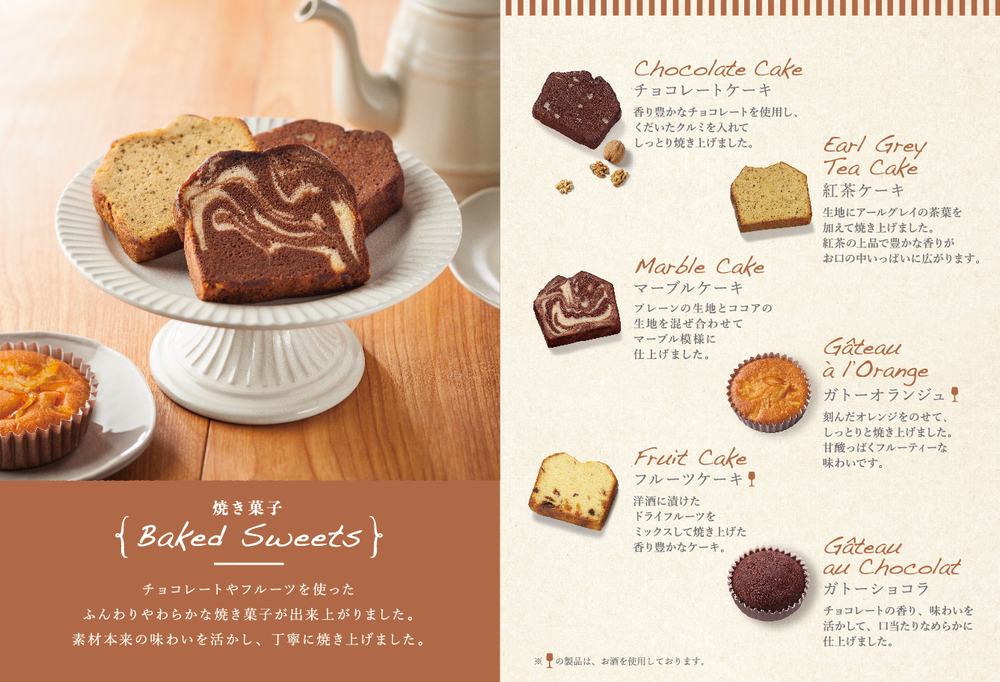 焼き菓子
Baked Sweets
チョコレートやフルーツを使った
ふんわりやわらかな焼き菓子が出来上がりました。
素材本来の味わいを活かし、丁寧に焼き上げました。
Chocolate Cake
チョコレートケーキ
香り豊かなチョコレートを使用し、
くだいたクルミを入れて
しっとり焼き上げました。
Earl Grey
Tea Cake
紅茶ケーキ
生地にアールグレイの茶葉を
加えて焼き上げました。
紅茶の上品で豊かな香りが
お口の中いっぱいに広がります。
Marble Cake
マーブルケーキ
プレーンの生地とココアの
生地を混ぜ合わせて
マーブル模様に
仕上げました。
Gâteau
à l'Orange
ガトーオランジュ
刻んだオレンジをのせて、
しっとりと焼き上げました。
甘酸っぱくフルーティーな
味わいです。
Fruit Cake
フルーツケーキ
洋酒に漬けた
ドライフルーツを
ミックスして焼き上げた
香り豊かなケーキ。
Gâteau
au Chocolat
ガトーショコラ
チョコレートの香り、味わいを
活かして、口当たりなめらかに
仕上げました。
※の製品は、お酒を使用しております。